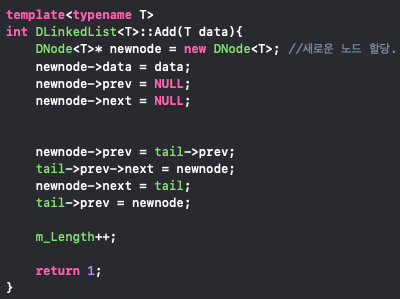 template<typename T>
int DLinkedList<T>::Add(T data){
    DNode<T>* newnode = new DNode<T>; //새로운 노드 할당.
    newnode->data = data;
    newnode->prev = NULL;
    newnode->next = NULL;


    newnode->prev = tail->prev;
    tail->prev->next = newnode;
    newnode->next = tail;
    tail->prev = newnode;

    m_Length++;

    return 1;
}